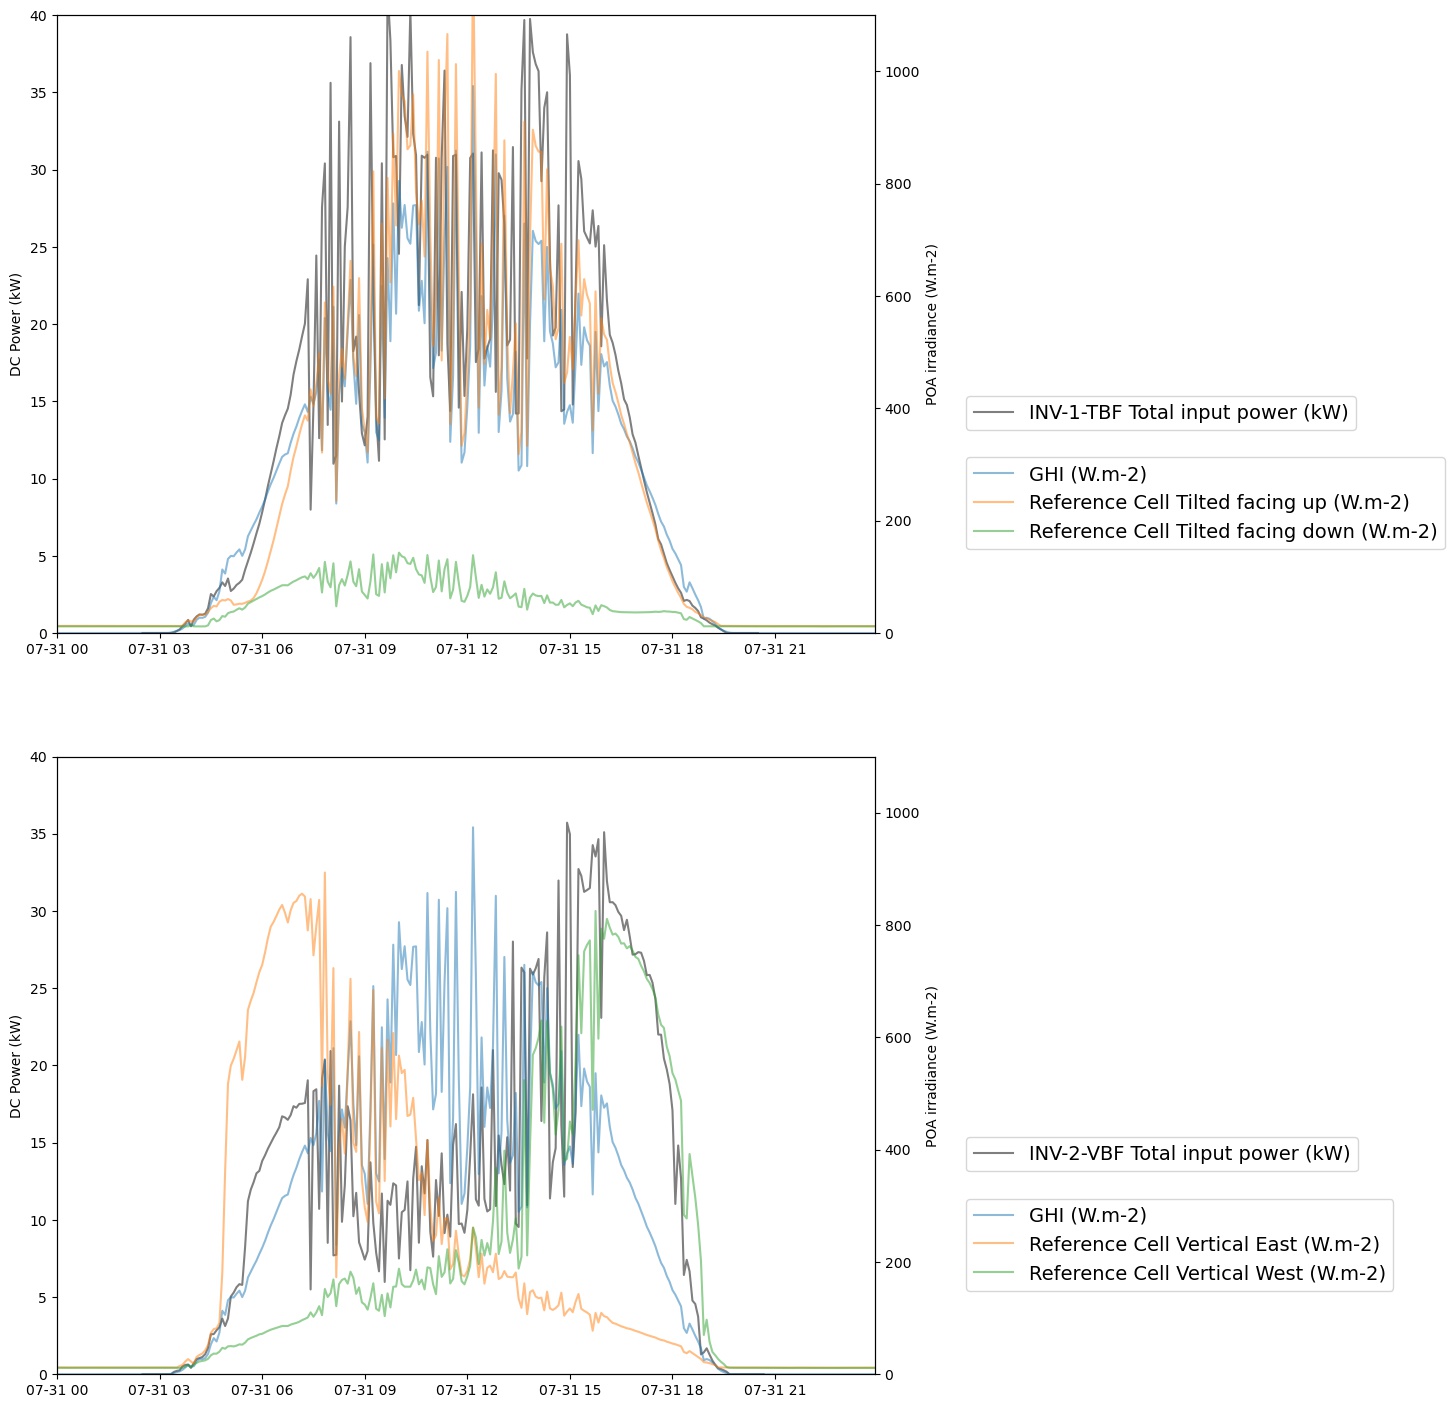 40
35
30
25
20
15
10
5
0
DC Power (kW)
1000
800
600
400
200
0
POA irradiance (W.m-2)
07-31 00 07-31 03 07-31 06 07-31 09 07-31 12 07-31 15 07-31 18 07-31 21
INV-1-TBF Total input power (kW)
GHI (W.m-2)
Reference Cell Tilted facing up (W.m-2)
Reference Cell Tilted facing down (W.m-2)
40
35
30
25
20
15
10
5
0
DC Power (kW)
1000
800
600
400
200
0
POA irradiance (W.m-2)
07-31 00 07-31 03 07-31 06 07-31 09 07-31 12 07-31 15 07-31 18 07-31 21
INV-2-VBF Total input power (kW)
GHI (W.m-2)
Reference Cell Vertical East (W.m-2)
Reference Cell Vertical West (W.m-2)